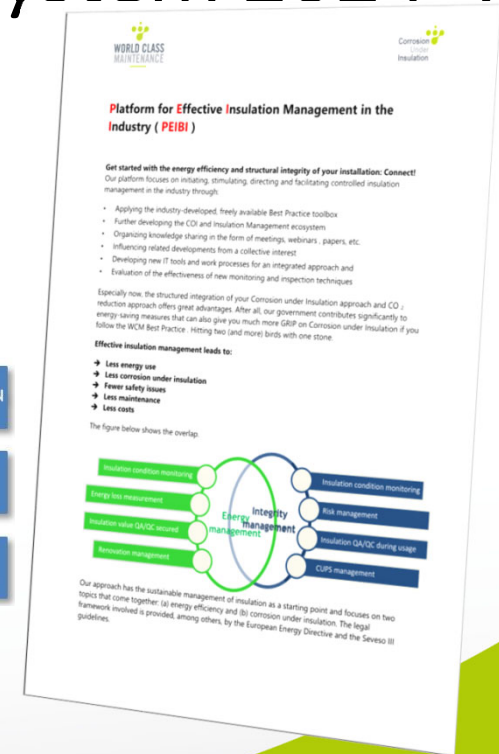 WORLD CLASS
MAINTENANCE
Corrosion
Under
Insulation
Platform for Effective Insulation Management in the
Industry ( PEIBI )
Get started with the energy efficiency and structural integrity of your installation: Connect!
Our platform focuses on initiating, stimulating, directing and facilitating controlled insulation
management in the industry through:
• Applying the industry-developed, freely available Best Practice toolbox
• Further developing the COI and Insulation Management ecosystem
• Organizing knowledge sharing in the form of meetings, webinars , papers, etc.
• Influencing related developments from a collective interest
• Developing new IT tools and work processes for an integrated approach and
• Evaluation of the effectiveness of new monitoring and inspection techniques
Especially now, the structured integration of your Corrosion under Insulation approach and CO 2
reduction approach offers great advantages. After all, our government contributes significantly to
energy-saving measures that can also give you much more GRIP on Corrosion under Insulation if you
follow the WCM Best Practice . Hitting two (and more) birds with one stone.
Effective insulation management leads to:
→ Less energy use
→ Less corrosion under insulation
→ Fewer safety issues
→ Less maintenance
→ Less costs
The figure below shows the overlap.
Insulation condition monitoring
Energy loss measurement
Insulation value QA/QC secured
Renovation management
Energy
management
Integrity
management
Insulation condition monitoring
Risk management
Insulation QA/QC during usage
CUPS management
Our approach has the sustainable management of insulation as a starting point and focuses on two
topics that come together: (a) energy efficiency and (b) corrosion under insulation. The legal
framework involved is provided, among others, by the European Energy Directive and the Seveso III
guidelines.